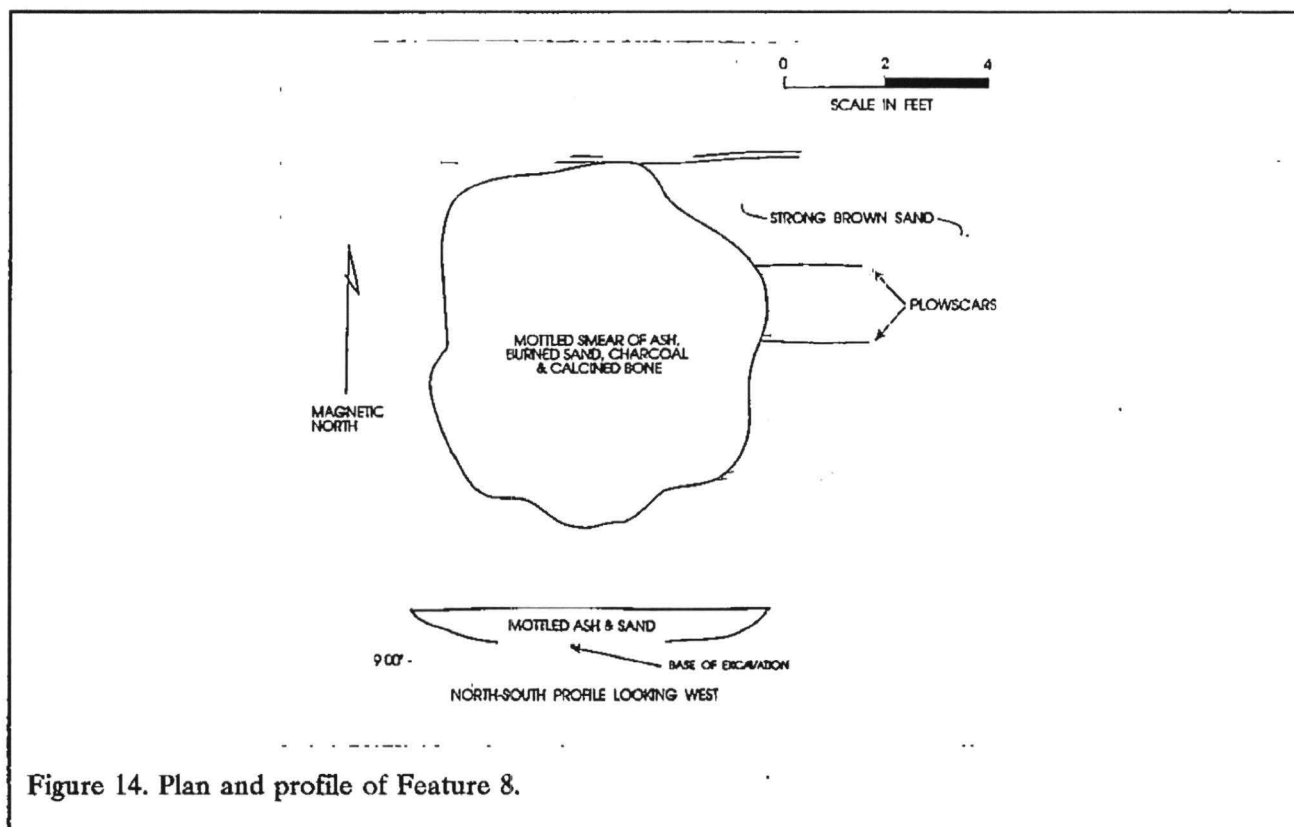 0 2 4
SCALE IN FEET
STRONG BROWN SAND
PLOWSCARS
MOTTLED SMEAR OF ASH,
BURNED SAND, CHARCOAL
& CALCINED BONE
MAGNETIC
NORTH
MOTTLED ASH & SAND
9.00' -
BASE OF EXCAVATION
NORTH-SOUTH PROFILE LOOKING WEST
Figure 14. Plan and profile of Feature 8.